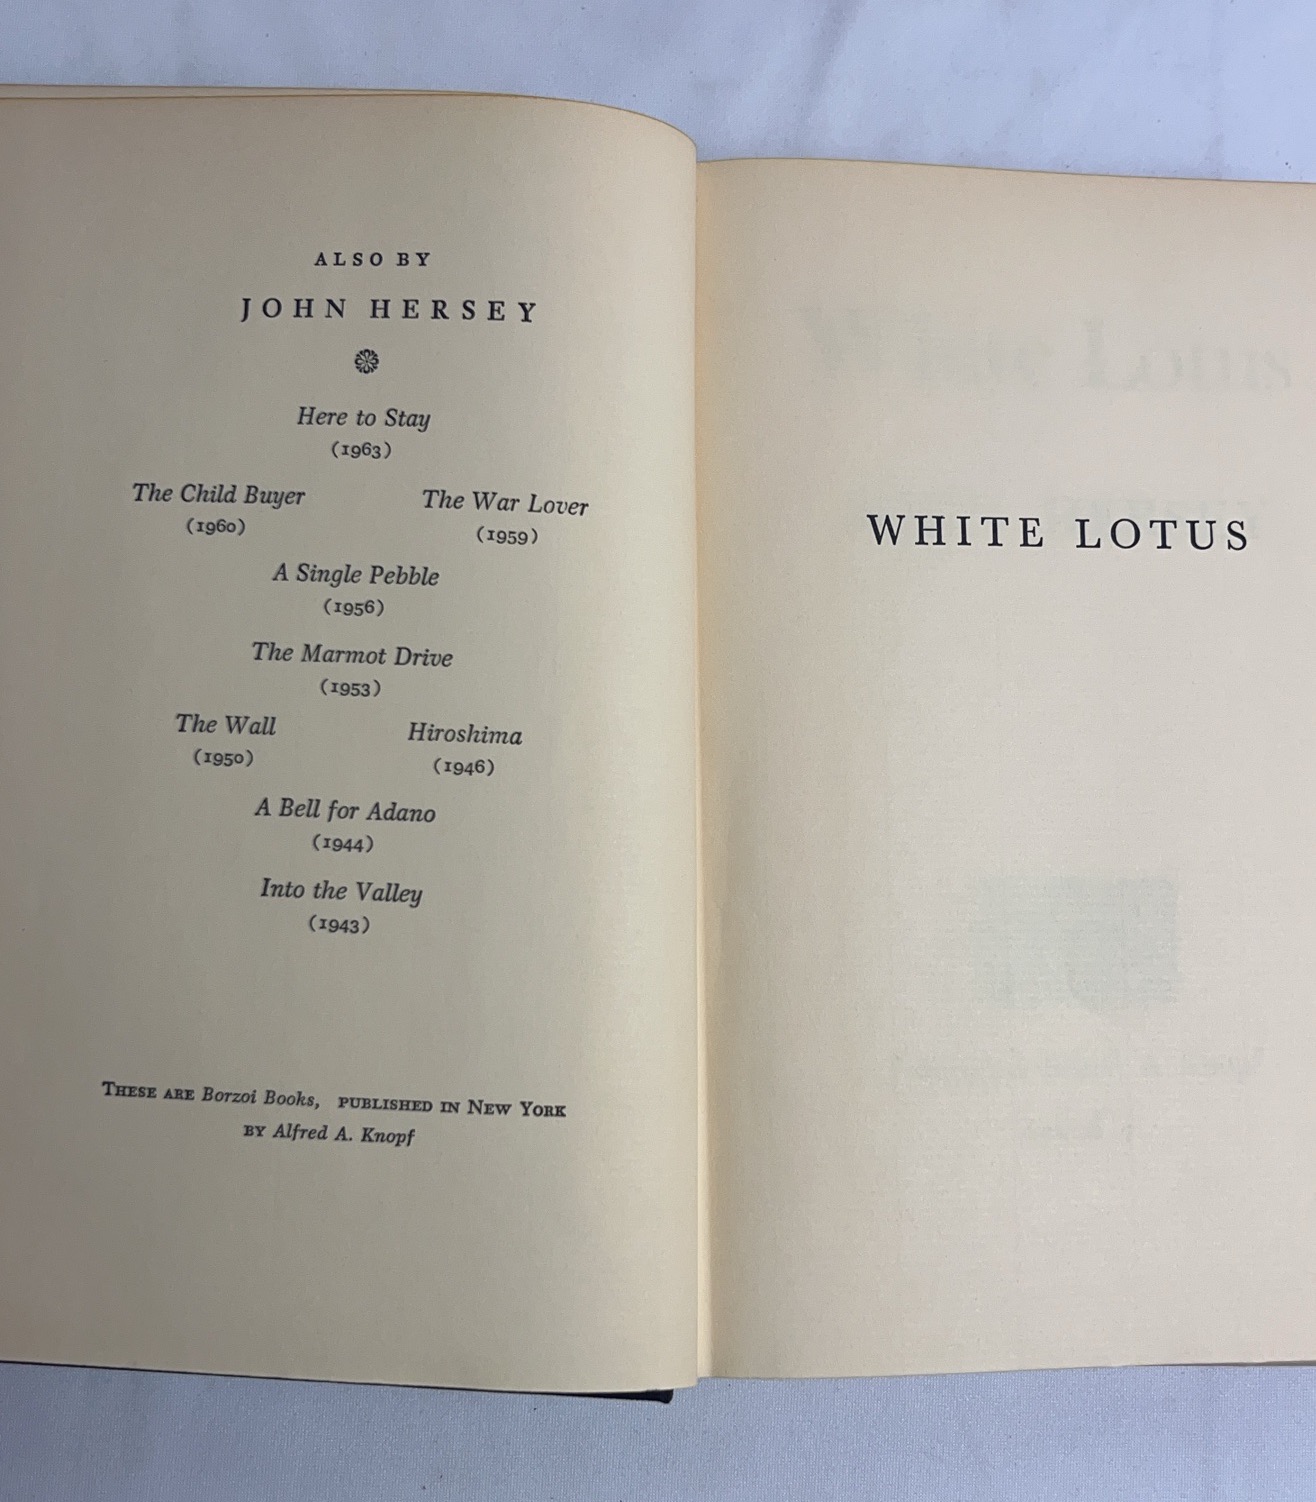 ALSO BY
JOHN HERSEY
Here to Stay
(1963)
The Child Buyer
(1960)
The War Lover
(1959)
A Single Pebble
(1956)
The Marmot Drive
(1953)
The Wall
(1950)
Hiroshima
(1946)
A Bell for Adano
(1944)
Into the Valley
(1943)
THESE ARE Borzoi Books, PUBLISHED IN NEW YORK
BY Alfred A. Knopf
White Lotus
WHITE LOTUS